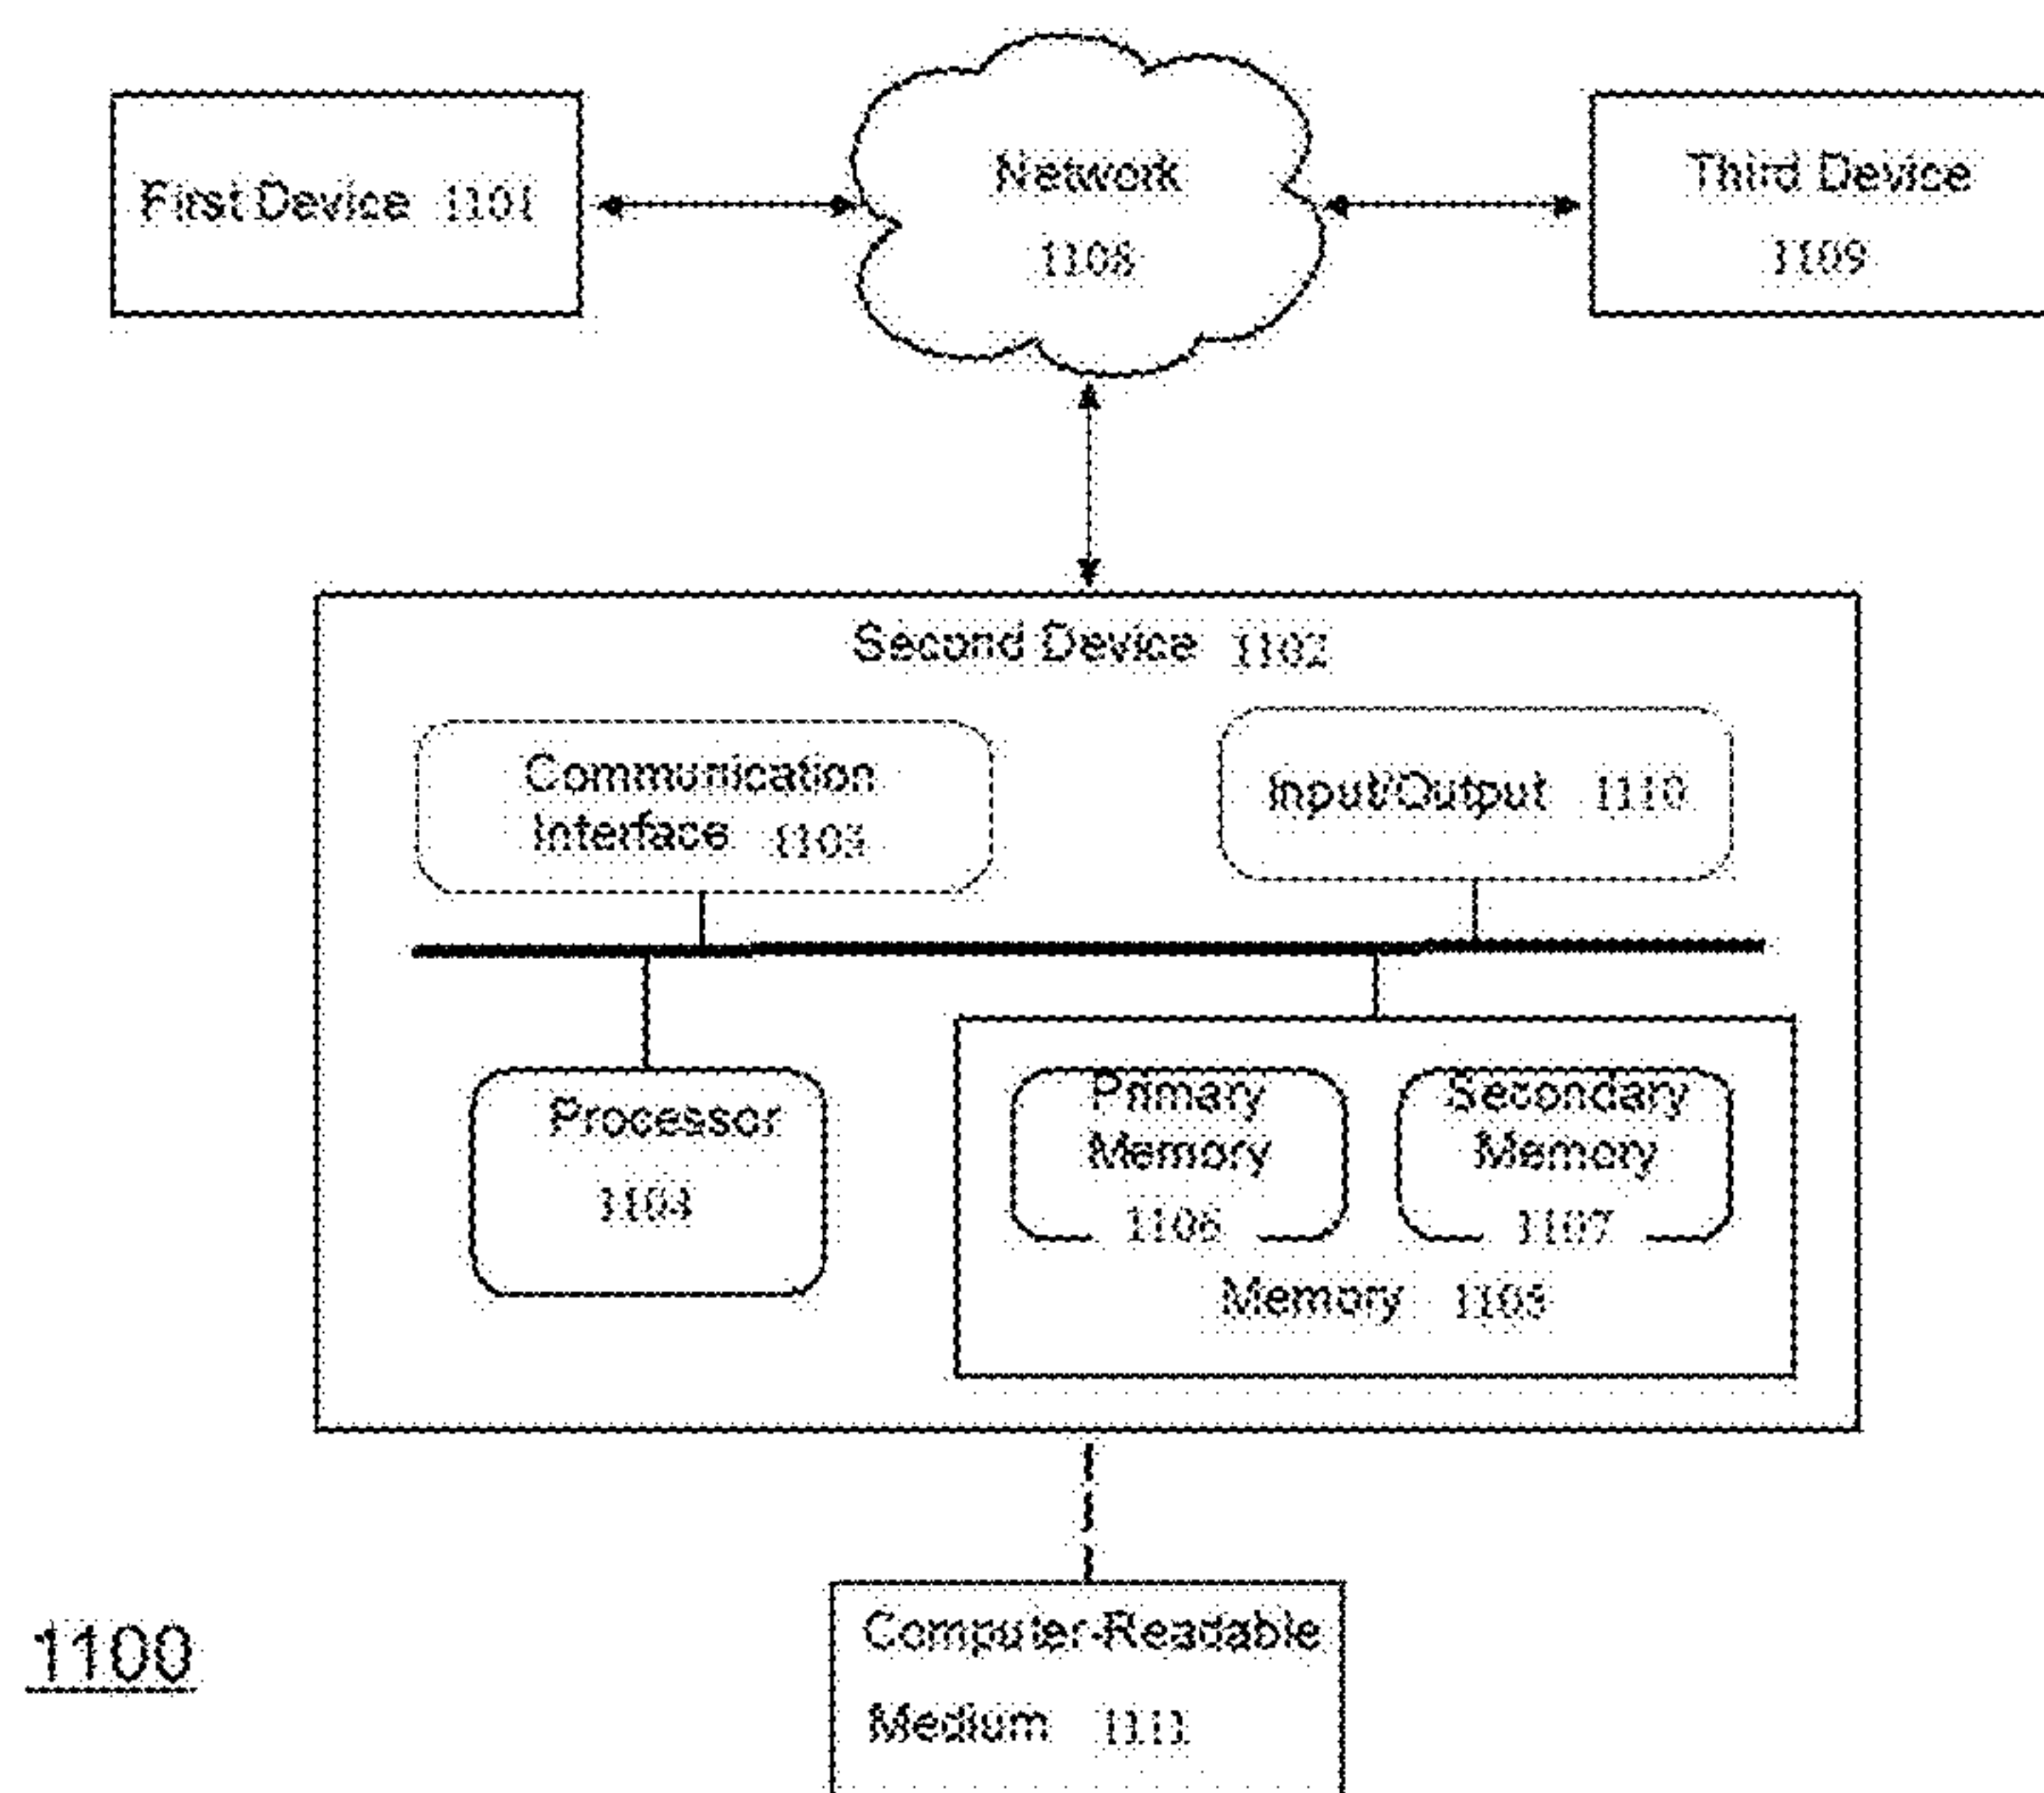 First Device 1101
Network
1108
Third Device
1109
Second Device 1102
Communication
Interface 1103
Input/Output 1110
Processor
1104
Primary
Memory
1106
Secondary
Memory
1107
Memory 1105
Computer-Readable
Medium 1111
1100